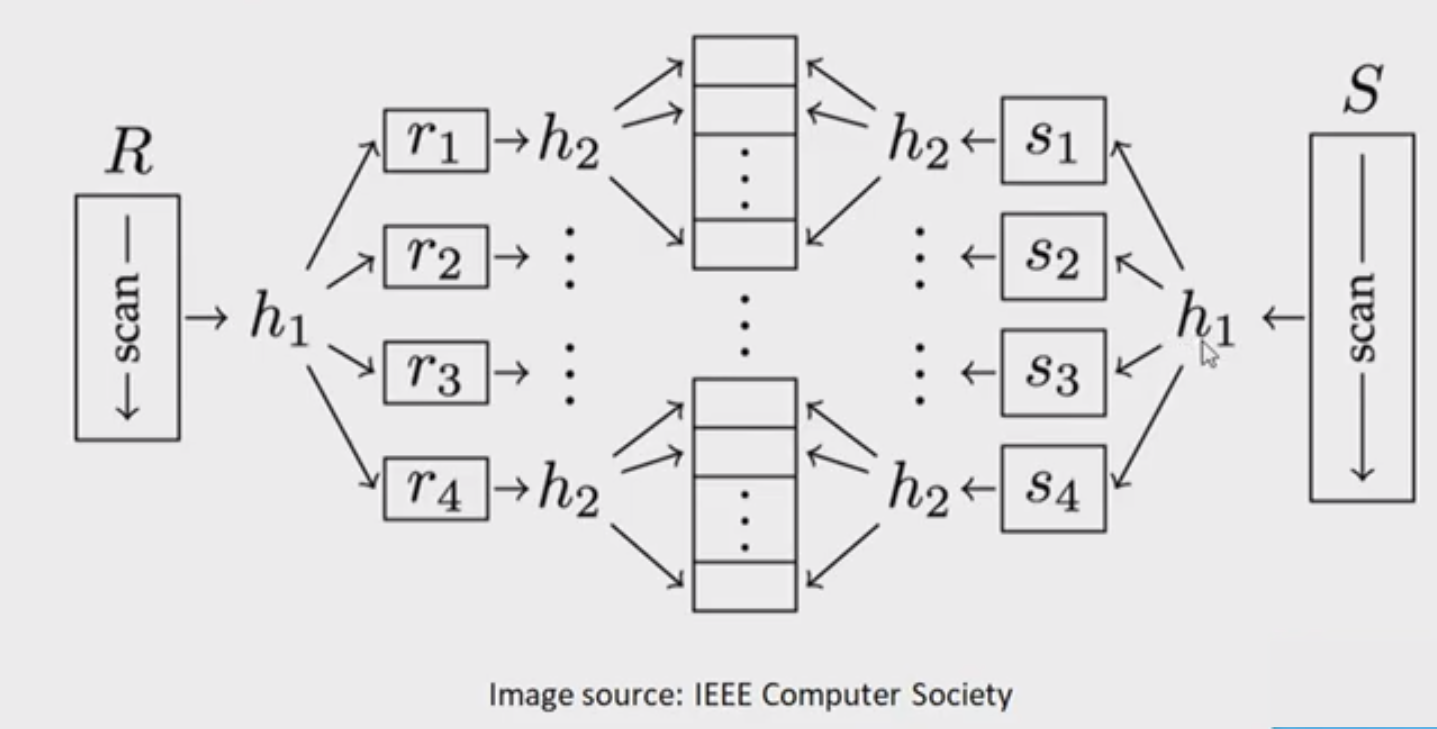 R
S
scan
scan
h₁
h₁
r₁
h₂
h₂
s₁
r₂
s₂
r₃
s₃
r₄
h₂
h₂
s₄
Image source: IEEE Computer Society